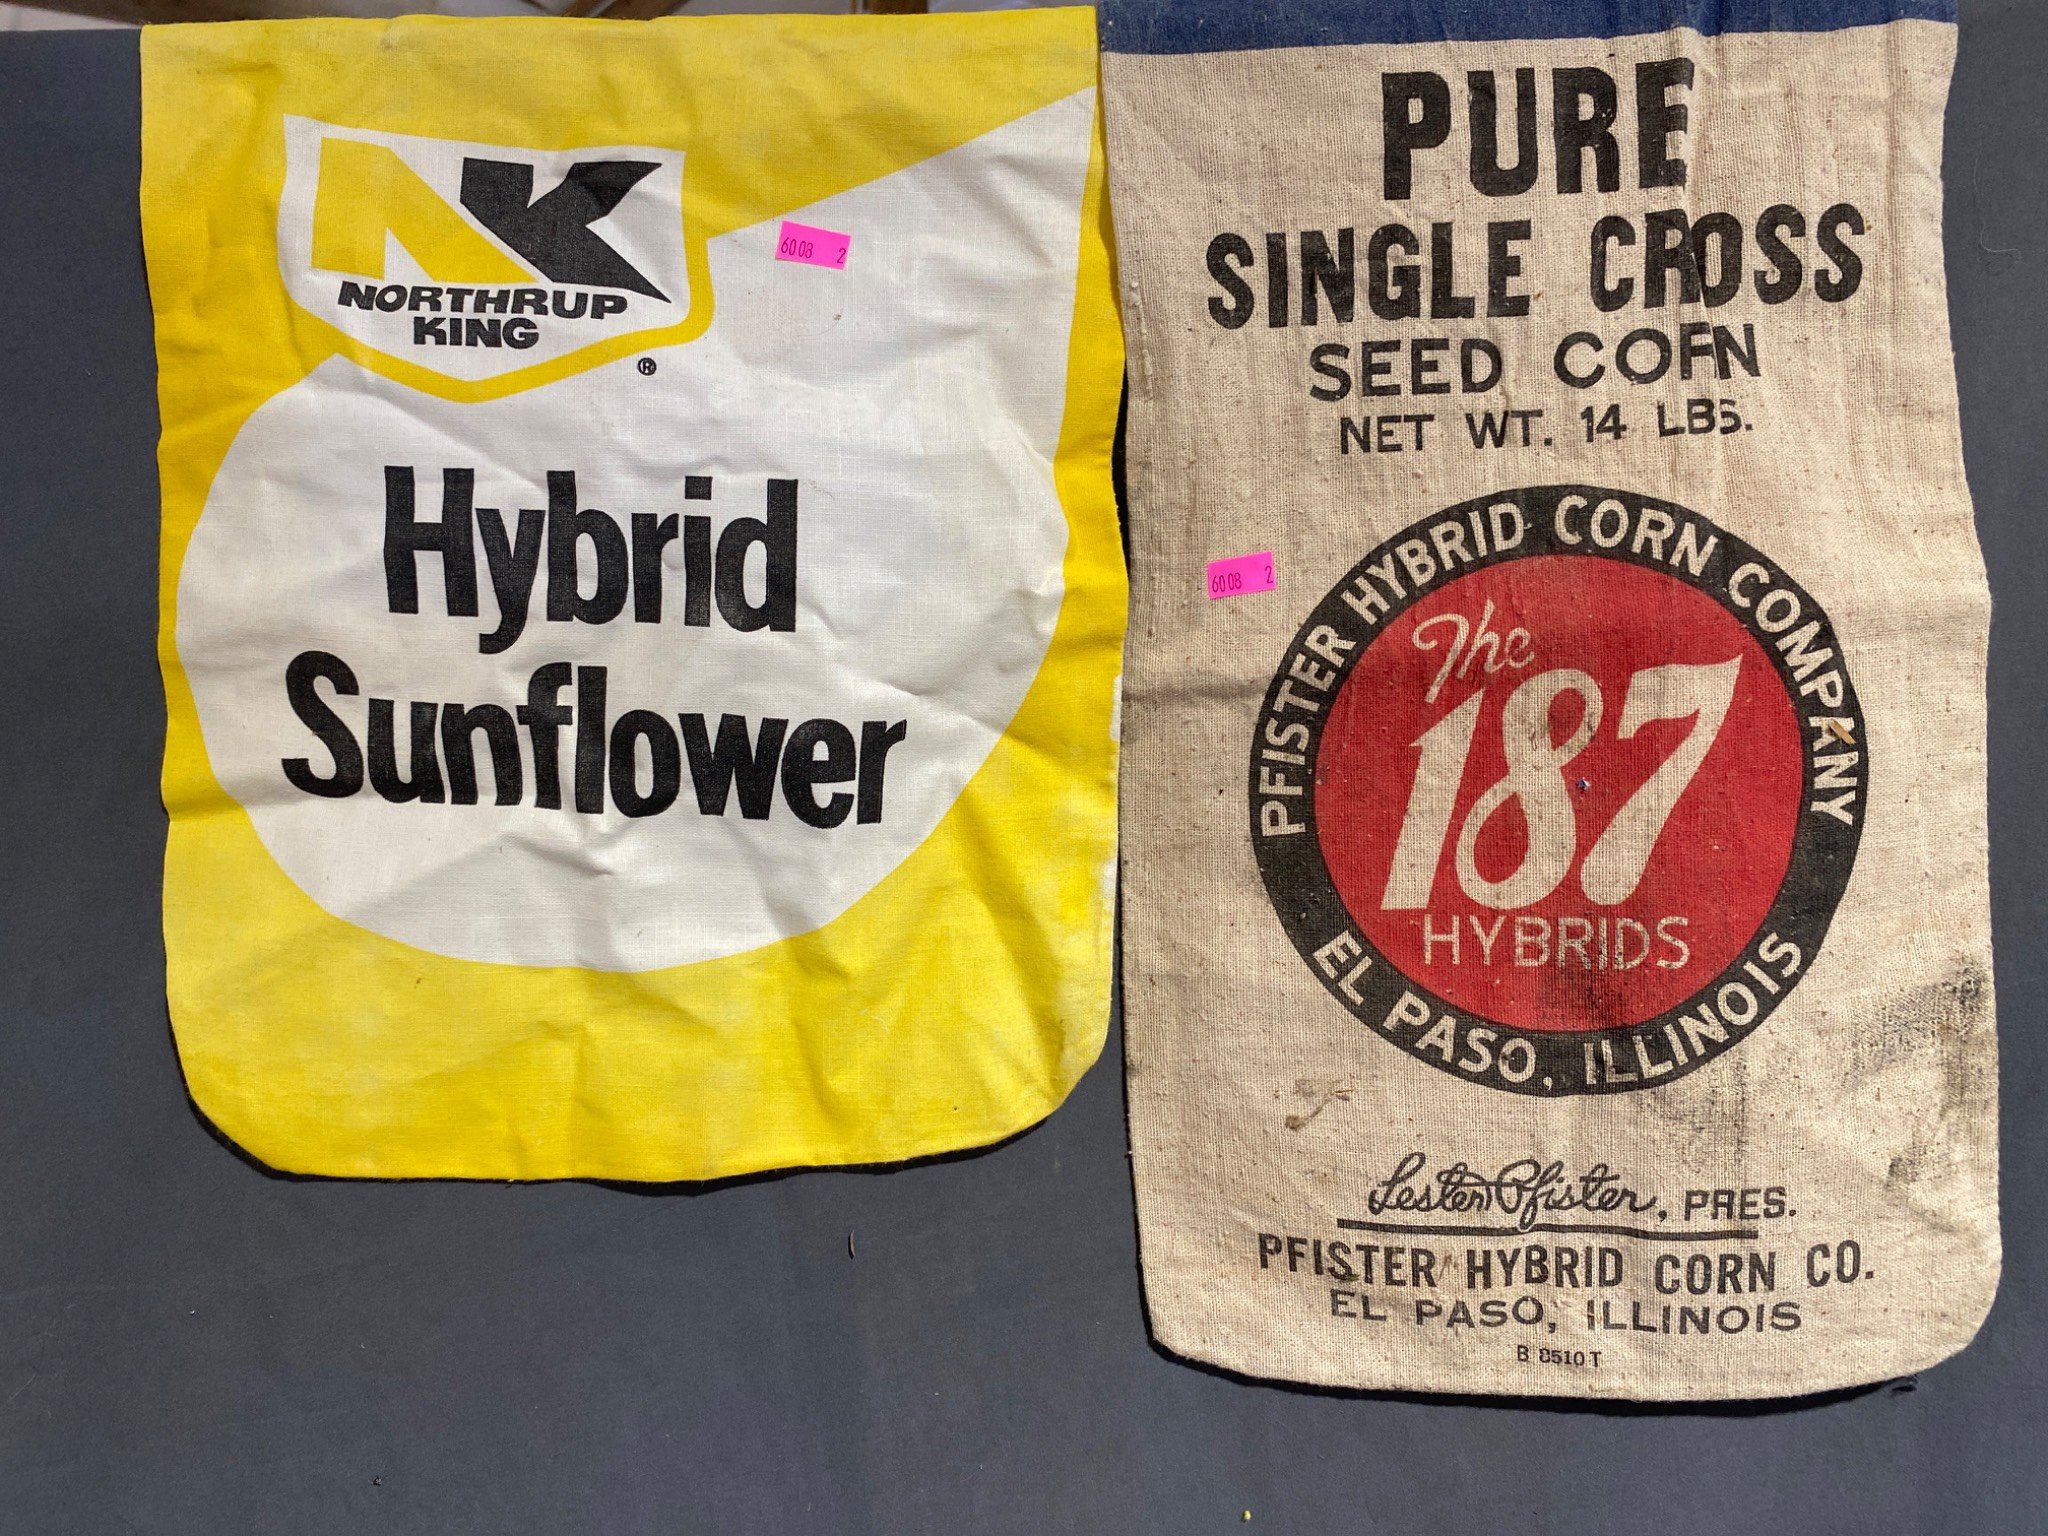 NK
NORTHRUP
KING
®
6008 2
Hybrid
Sunflower
PURE
SINGLE CROSS
SEED CORN
NET WT. 14 LBS.
6008 2
PFISTER HYBRID CORN COMPANY
The
187
HYBRIDS
EL PASO, ILLINOIS
Lester Pfister, PRES.
PFISTER HYBRID CORN CO.
EL PASO, ILLINOIS
B 8510 T